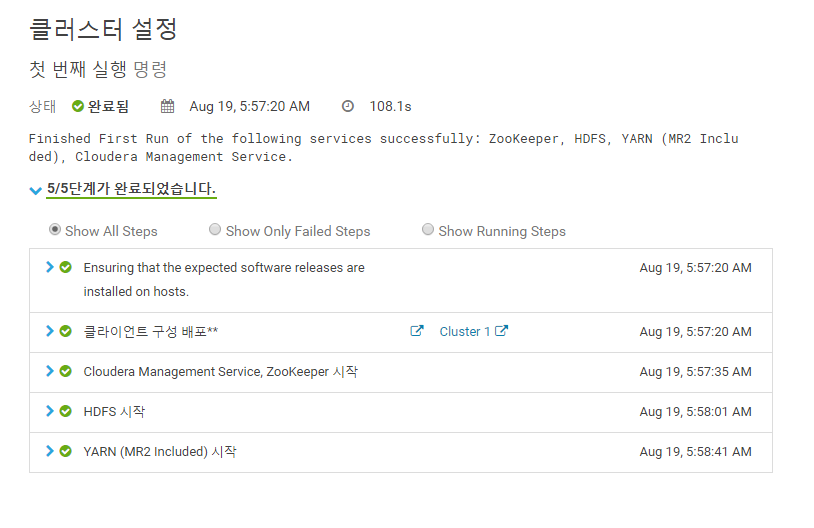 클러스터 설정
첫 번째 실행 명령
상태 완료됨 Aug 19, 5:57:20 AM 108.1s
Finished First Run of the following services successfully: ZooKeeper, HDFS, YARN (MR2 Inclu
ded), Cloudera Management Service.
5/5단계가 완료되었습니다.
Show All Steps Show Only Failed Steps Show Running Steps
Ensuring that the expected software releases are Aug 19, 5:57:20 AM
installed on hosts.
클라이언트 구성 배포** Cluster 1 Aug 19, 5:57:20 AM
Cloudera Management Service, ZooKeeper 시작 Aug 19, 5:57:35 AM
HDFS 시작 Aug 19, 5:58:01 AM
YARN (MR2 Included) 시작 Aug 19, 5:58:41 AM